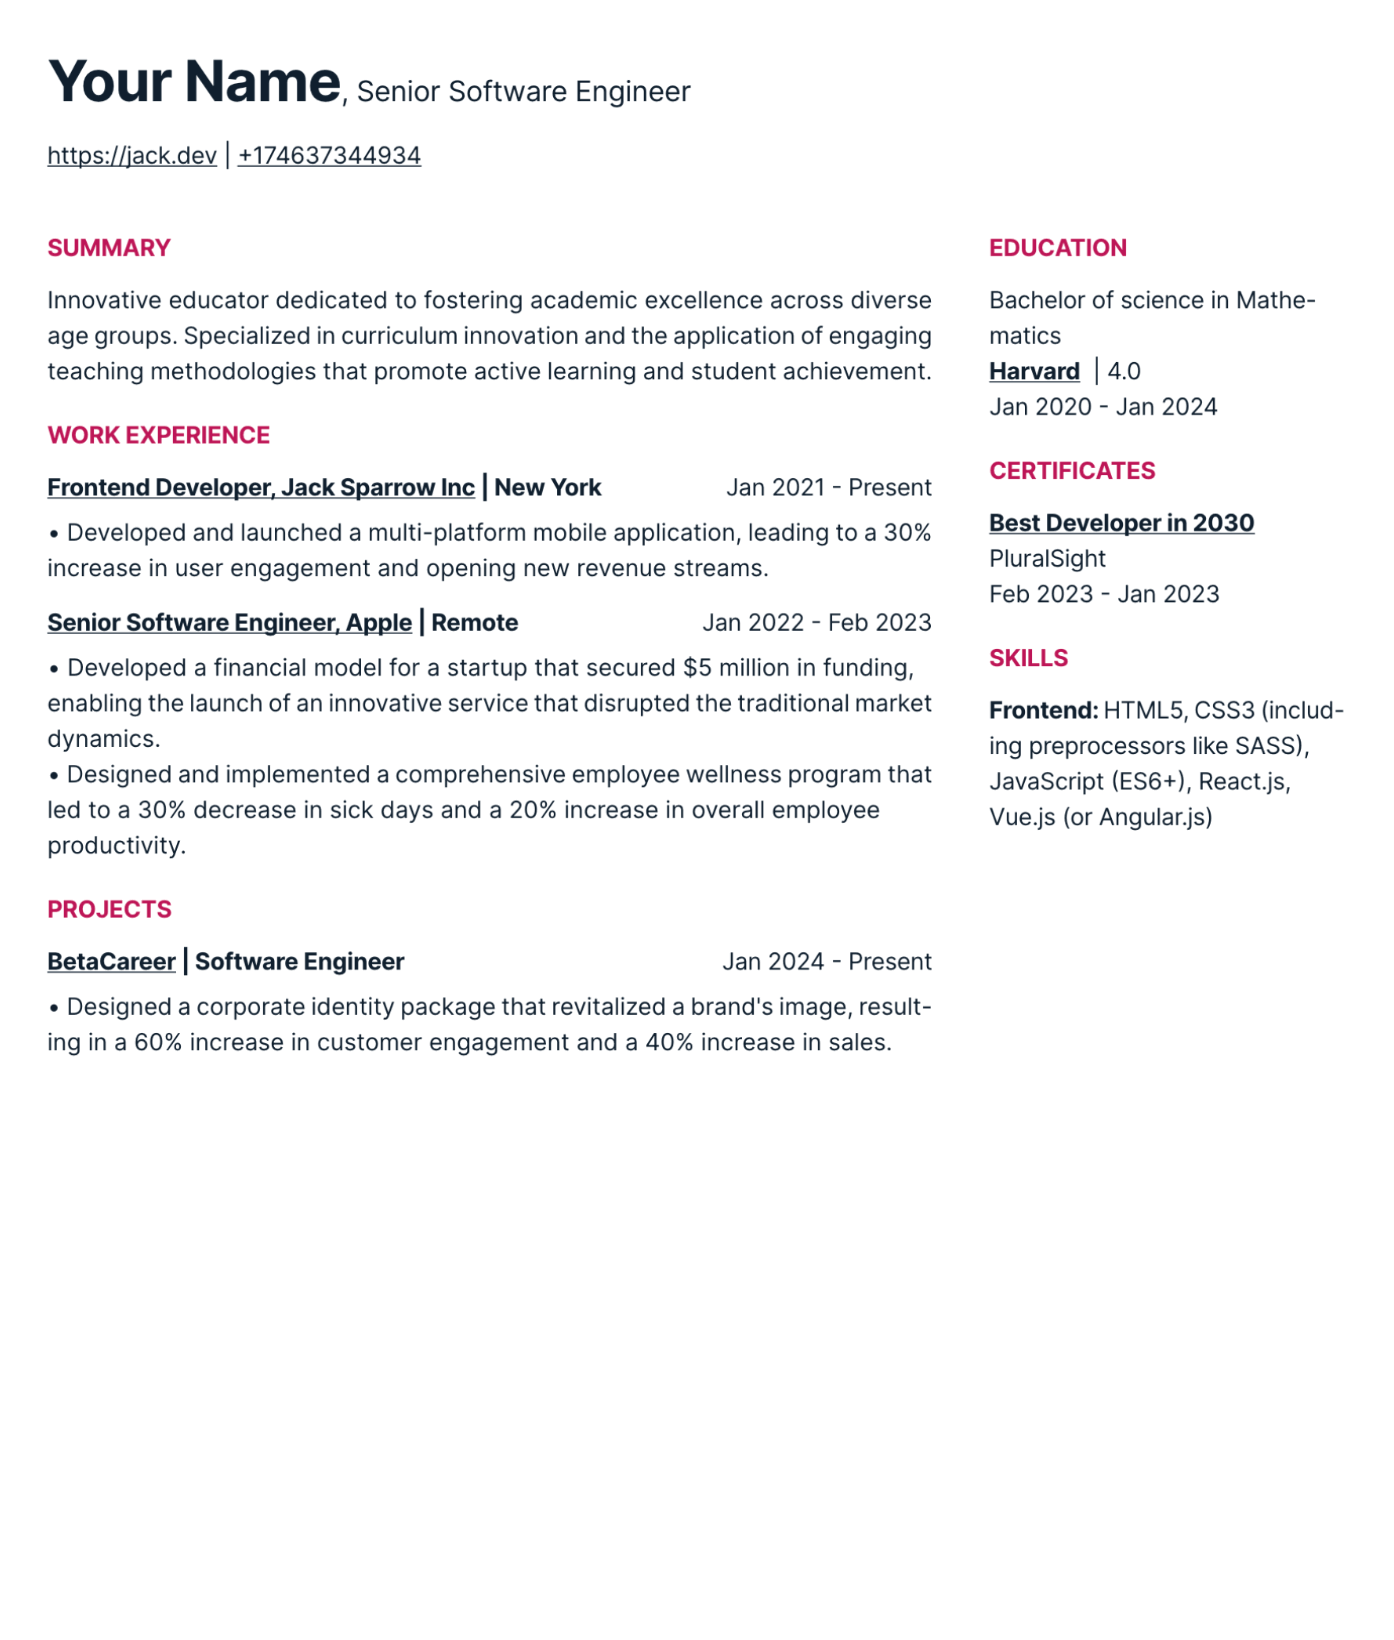 Your Name, Senior Software Engineer
https://jack.dev | +174637344934
SUMMARY
Innovative educator dedicated to fostering academic excellence across diverse
age groups. Specialized in curriculum innovation and the application of engaging
teaching methodologies that promote active learning and student achievement.
WORK EXPERIENCE
Frontend Developer, Jack Sparrow Inc | New York Jan 2021 - Present
• Developed and launched a multi-platform mobile application, leading to a 30%
increase in user engagement and opening new revenue streams.
Senior Software Engineer, Apple | Remote Jan 2022 - Feb 2023
• Developed a financial model for a startup that secured $5 million in funding,
enabling the launch of an innovative service that disrupted the traditional market
dynamics.
• Designed and implemented a comprehensive employee wellness program that
led to a 30% decrease in sick days and a 20% increase in overall employee
productivity.
PROJECTS
BetaCareer | Software Engineer Jan 2024 - Present
• Designed a corporate identity package that revitalized a brand's image, result-
ing in a 60% increase in customer engagement and a 40% increase in sales.
EDUCATION
Bachelor of science in Mathe-
matics
Harvard | 4.0
Jan 2020 - Jan 2024
CERTIFICATES
Best Developer in 2030
PluralSight
Feb 2023 - Jan 2023
SKILLS
Frontend: HTML5, CSS3 (includ-
ing preprocessors like SASS),
JavaScript (ES6+), React.js,
Vue.js (or Angular.js)